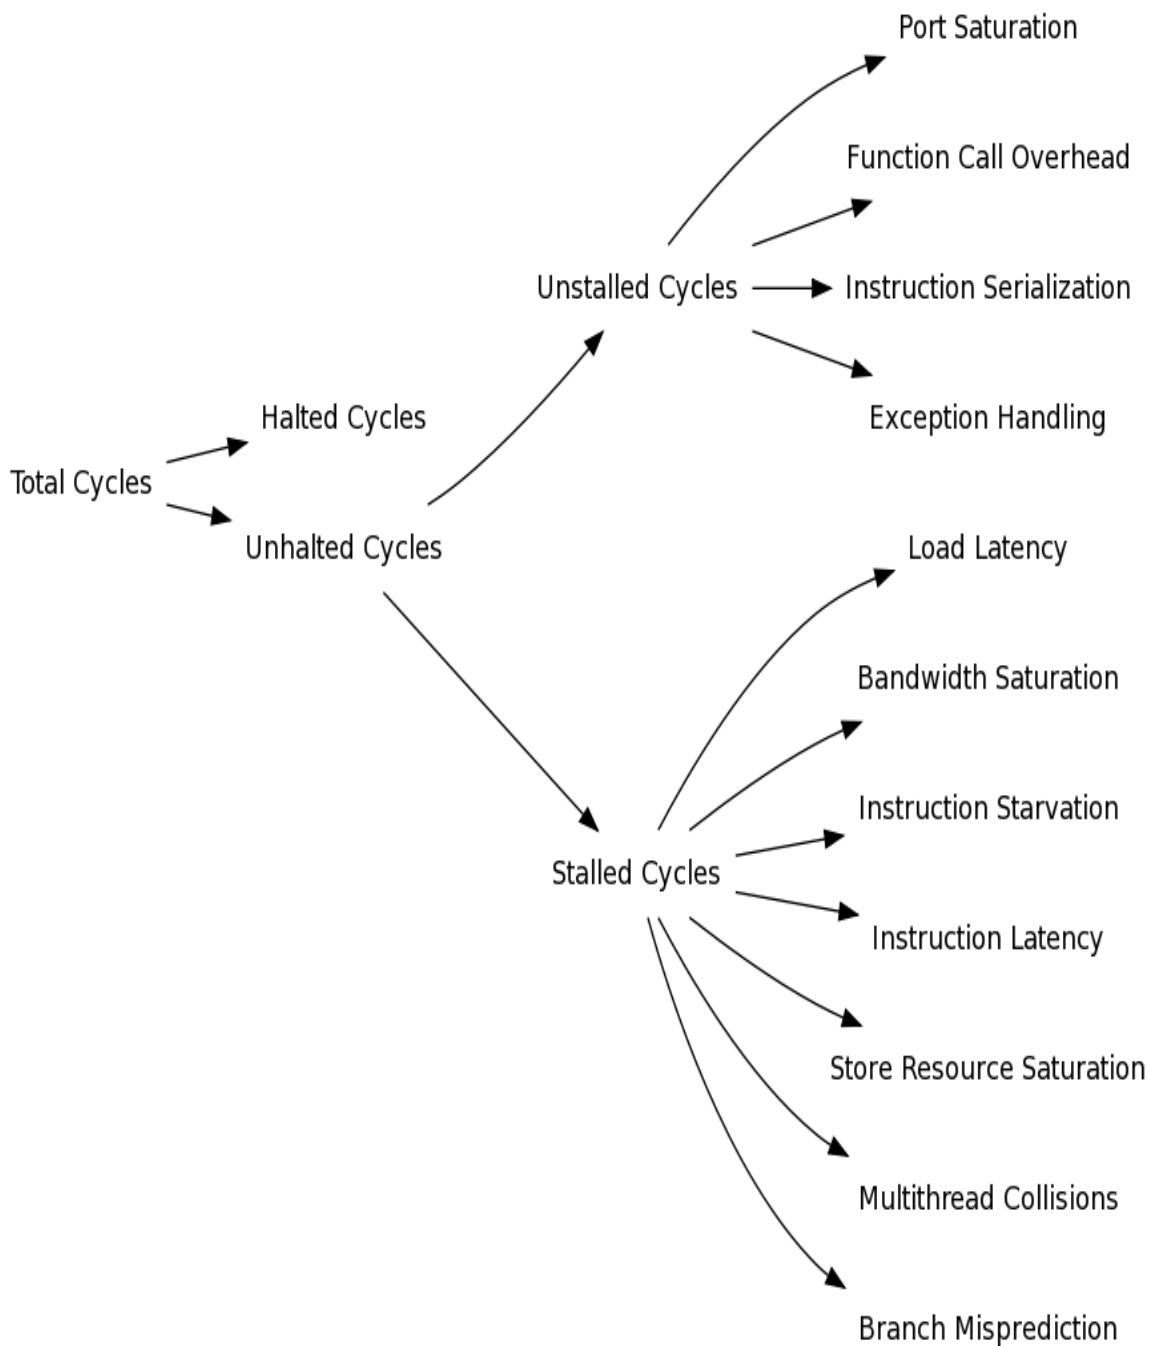 Port Saturation
Function Call Overhead
Unstalled Cycles
Instruction Serialization
Halted Cycles
Exception Handling
Total Cycles
Unhalted Cycles
Load Latency
Bandwidth Saturation
Instruction Starvation
Stalled Cycles
Instruction Latency
Store Resource Saturation
Multithread Collisions
Branch Misprediction